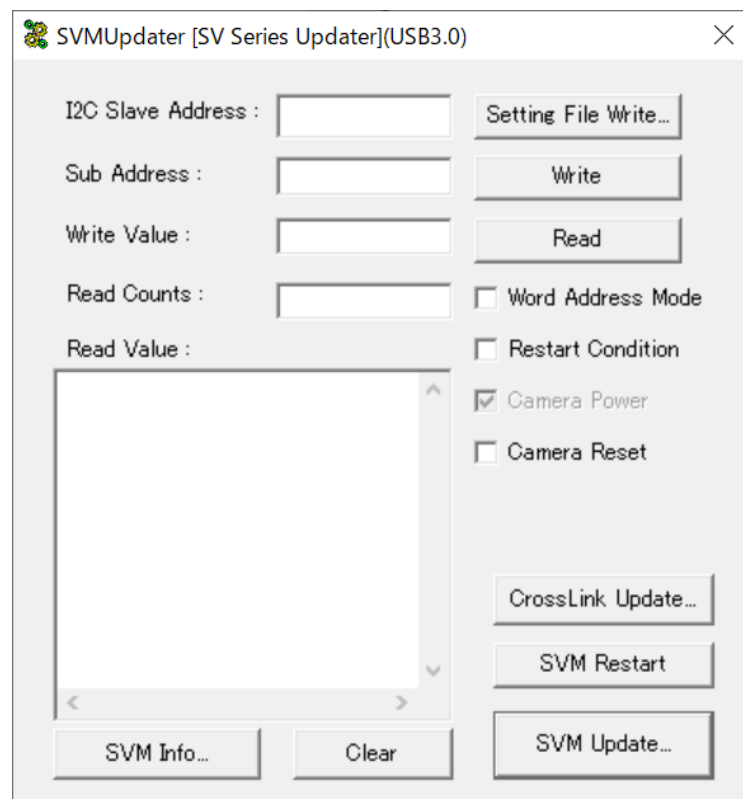 SVMUpdater [SV Series Updater](USB3.0)
I2C Slave Address :
Setting File Write...
Sub Address :
Write
Write Value :
Read
Read Counts :
Word Address Mode
Read Value :
Restart Condition
Camera Power
Camera Reset
CrossLink Update...
SVM Restart
SVM Info...
Clear
SVM Update...